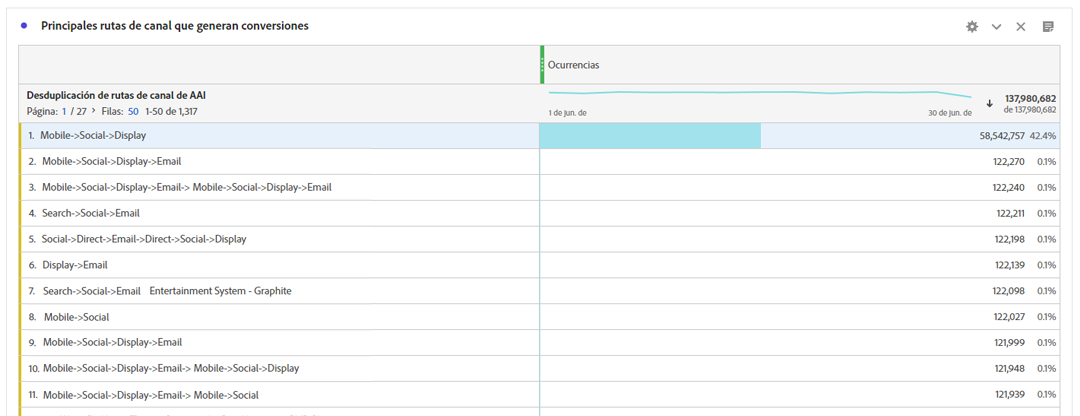 Principales rutas de canal que generan conversiones
Ocurrencias
Desduplicación de rutas de canal de AAI
Página: 1 / 27 > Filas: 50 1-50 de 1,317
1 de jun. de
30 de jun. de
137,980,682
de 137,980,682
1. Mobile->Social->Display 58,542,757 42.4%
2. Mobile->Social->Display->Email 122,270 0.1%
3. Mobile->Social->Display->Email-> Mobile->Social->Display->Email 122,240 0.1%
4. Search->Social->Email 122,211 0.1%
5. Social->Direct->Email->Direct->Social->Display 122,198 0.1%
6. Display->Email 122,139 0.1%
7. Search->Social->Email Entertainment System - Graphite 122,098 0.1%
8. Mobile->Social 122,027 0.1%
9. Mobile->Social->Display->Email 121,999 0.1%
10. Mobile->Social->Display->Email-> Mobile->Social->Display 121,948 0.1%
11. Mobile->Social->Display->Email-> Mobile->Social 121,939 0.1%